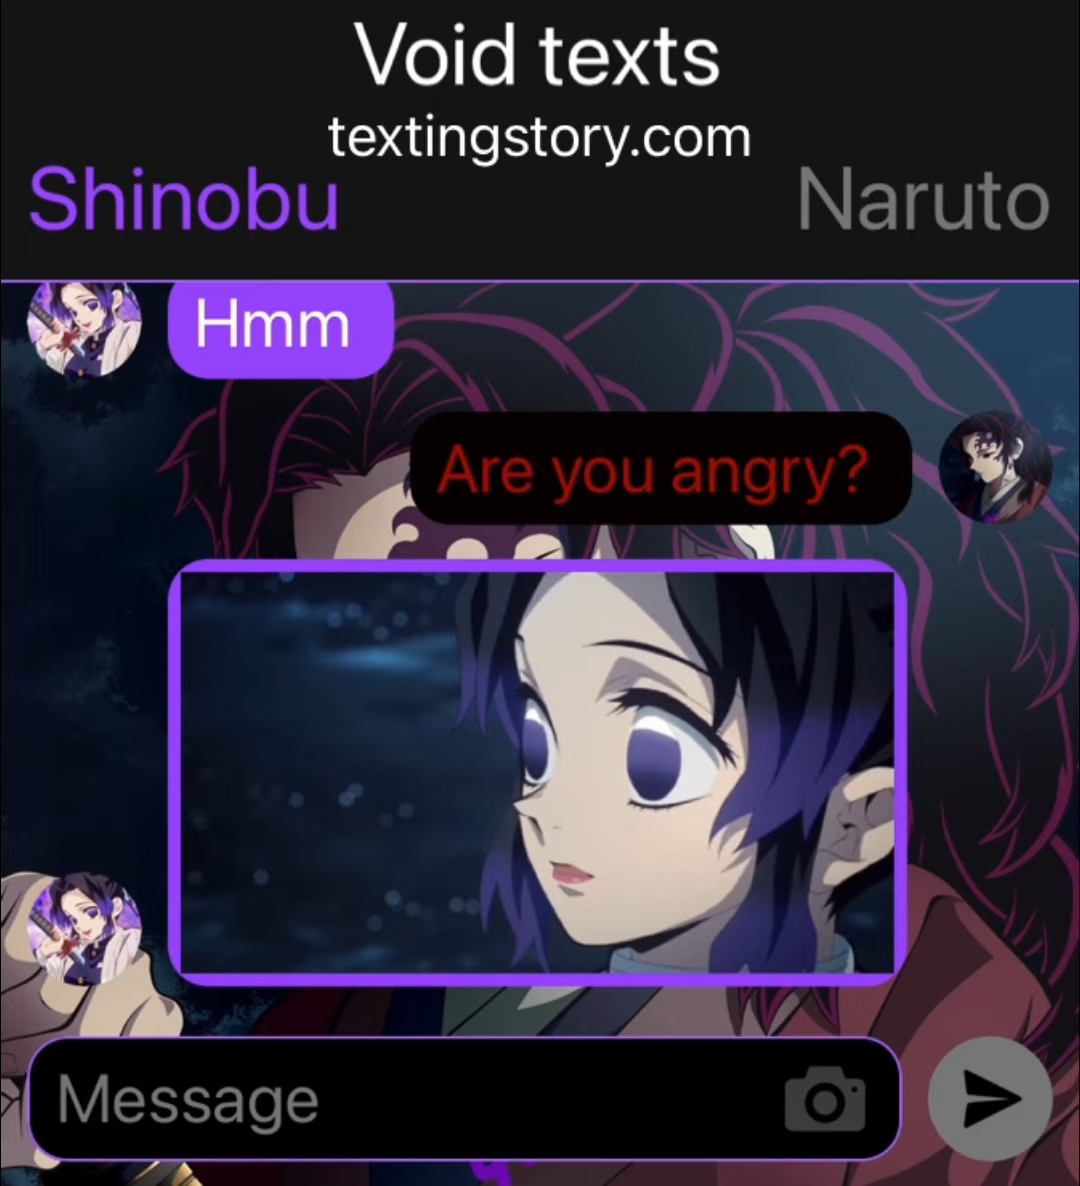 Void texts
textingstory.com
Shinobu
Naruto
Hmm
Are you angry?
Message